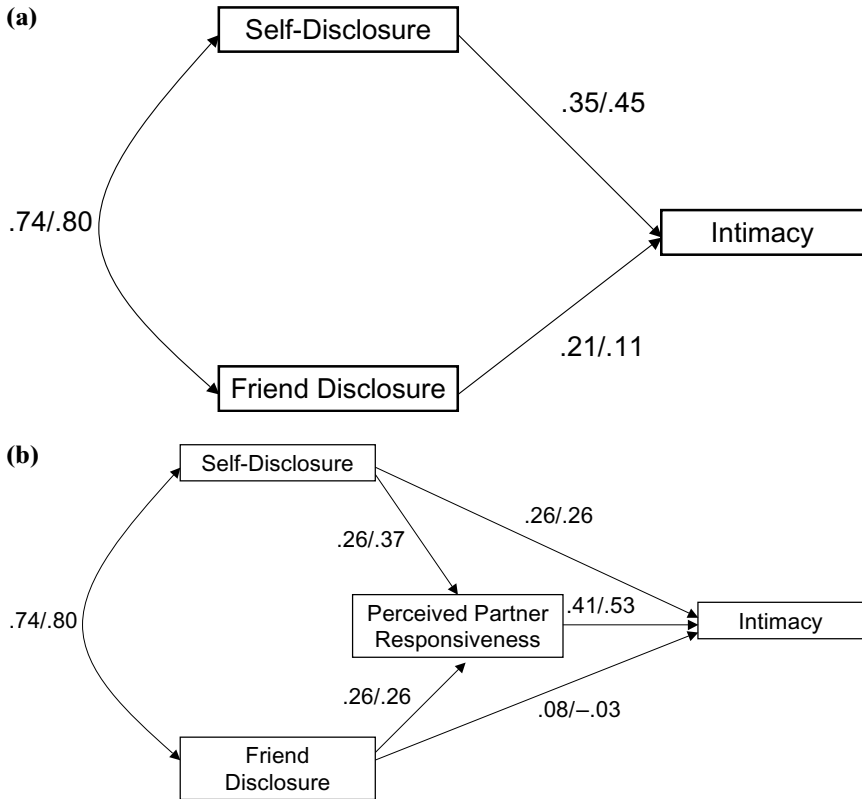 (a)
Self-Disclosure
.35/.45
.74/.80
Intimacy
.21/.11
Friend Disclosure
(b)
Self-Disclosure
.26/.26
.26/.37
.74/.80
Perceived Partner
Responsiveness
.41/.53
Intimacy
.26/.26
.08/–.03
Friend
Disclosure